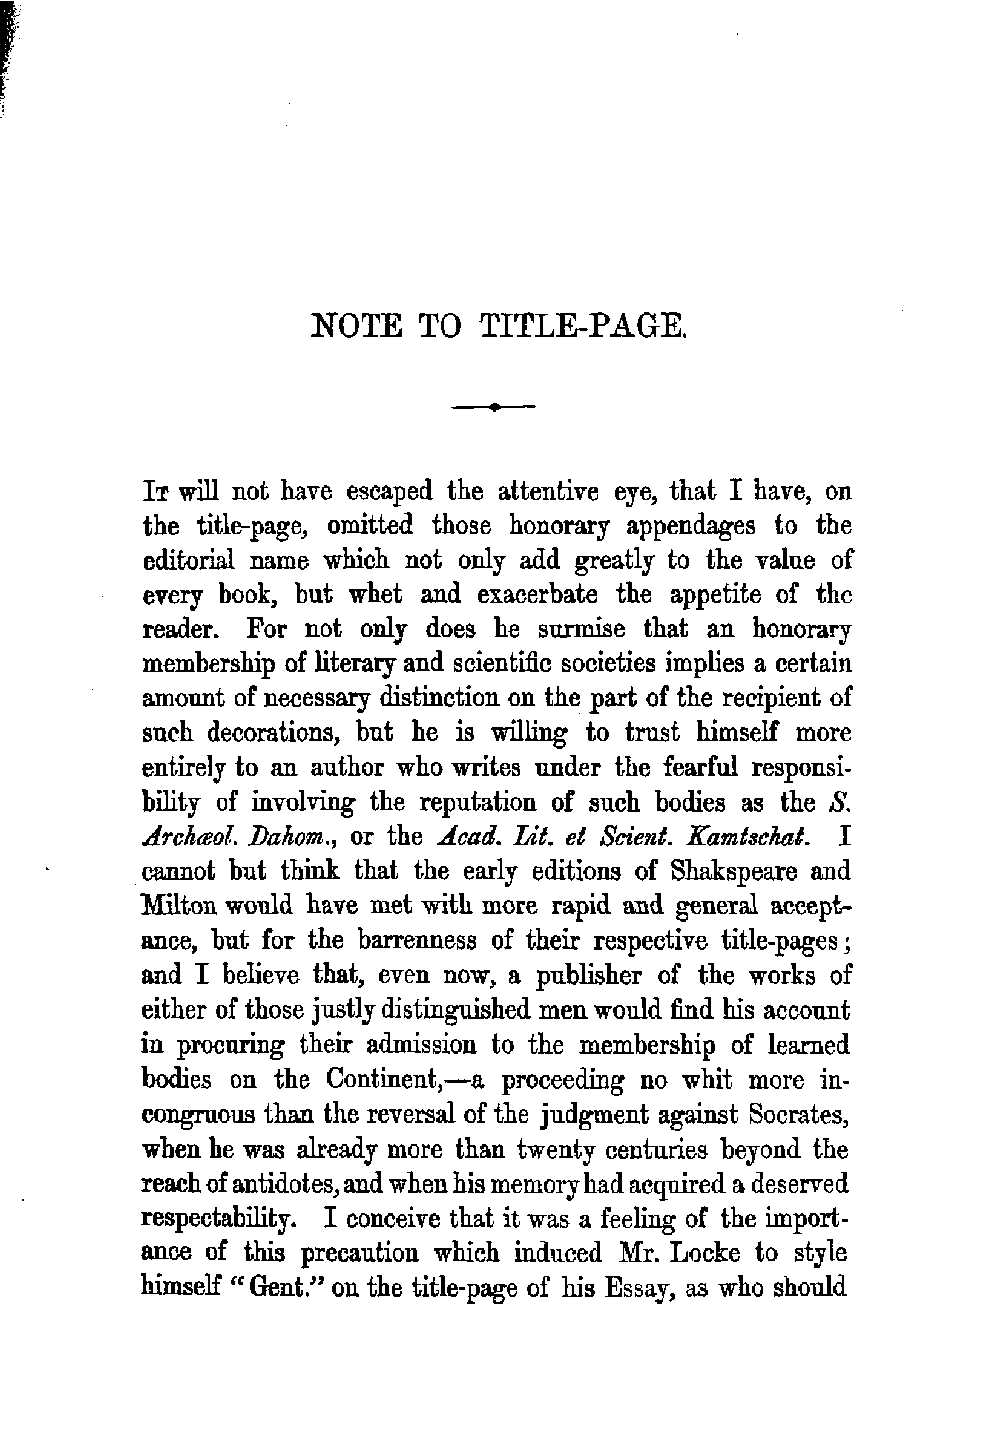 NOTE TO TITLE-PAGE.
It will not have escaped the attentive eye, that I have, on
the title-page, omitted those honorary appendages to the
editorial name which not only add greatly to the value of
every book, but whet and exacerbate the appetite of the
reader. For not only does he surmise that an honorary
membership of literary and scientific societies implies a certain
amount of necessary distinction on the part of the recipient of
such decorations, but he is willing to trust himself more
entirely to an author who writes under the fearful responsi-
bility of involving the reputation of such bodies as the S.
Archæol. Dahom., or the Acad. Lit. et Scient. Kamtschat. I
cannot but think that the early editions of Shakspeare and
Milton would have met with more rapid and general accept-
ance, but for the barrenness of their respective title-pages;
and I believe that, even now, a publisher of the works of
either of those justly distinguished men would find his account
in procuring their admission to the membership of learned
bodies on the Continent,—a proceeding no whit more in-
congruous than the reversal of the judgment against Socrates,
when he was already more than twenty centuries beyond the
reach of antidotes, and when his memory had acquired a deserved
respectability. I conceive that it was a feeling of the import-
ance of this precaution which induced Mr. Locke to style
himself "Gent." on the title-page of his Essay, as who should